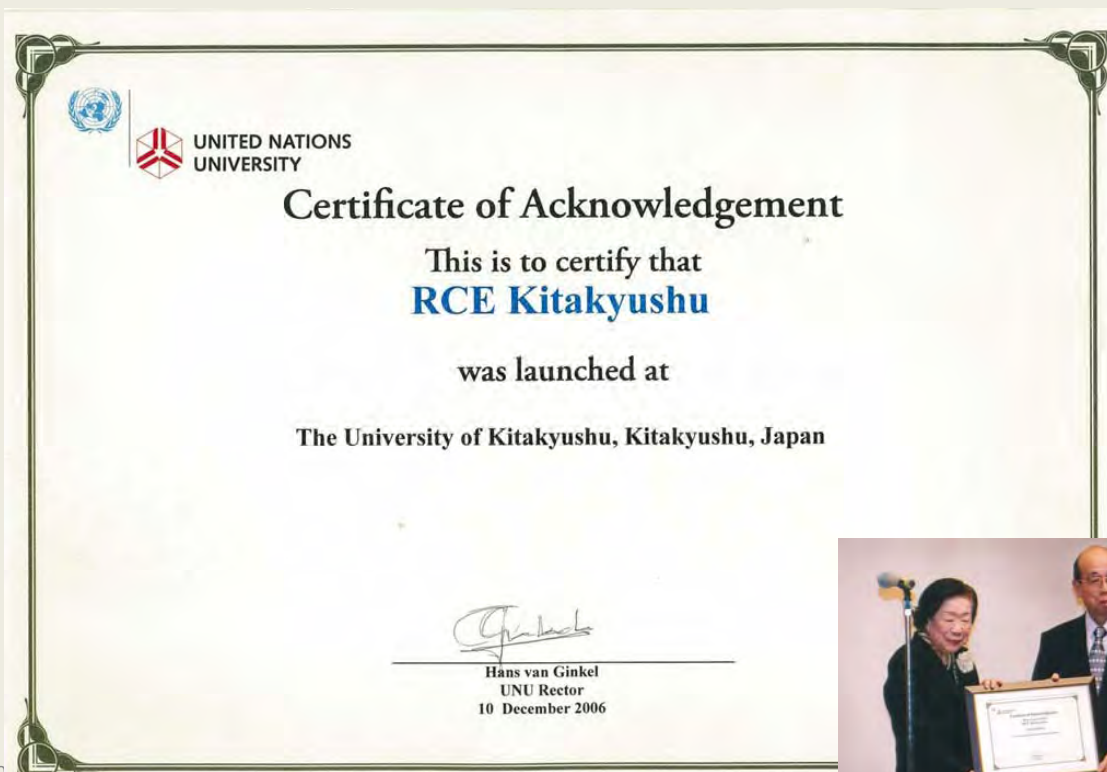 UNITED NATIONS
UNIVERSITY
Certificate of Acknowledgement
This is to certify that
RCE Kitakyushu
was launched at
The University of Kitakyushu, Kitakyushu, Japan
Hans van Ginkel
UNU Rector
10 December 2006